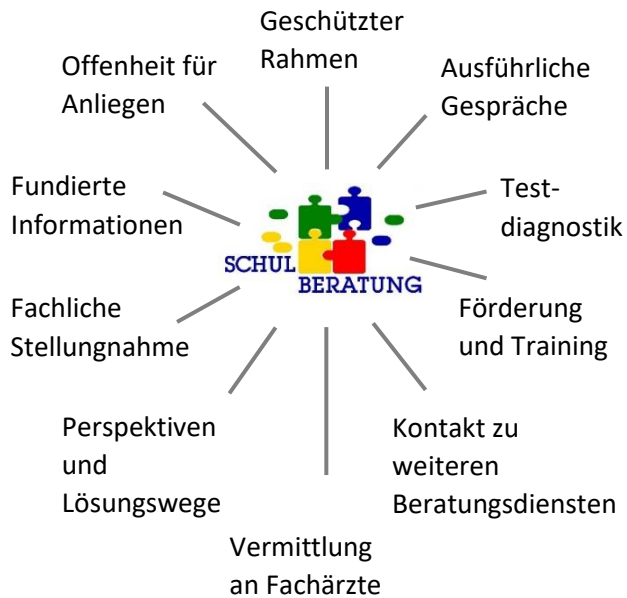 Geschützter
Rahmen
Offenheit für
Anliegen
Ausführliche
Gespräche
Fundierte
Informationen
Test-
diagnostik
SCHUL
BERATUNG
Fachliche
Stellungnahme
Förderung
und Training
Perspektiven
und
Lösungswege
Kontakt zu
weiteren
Beratungsdiensten
Vermittlung
an Fachärzte